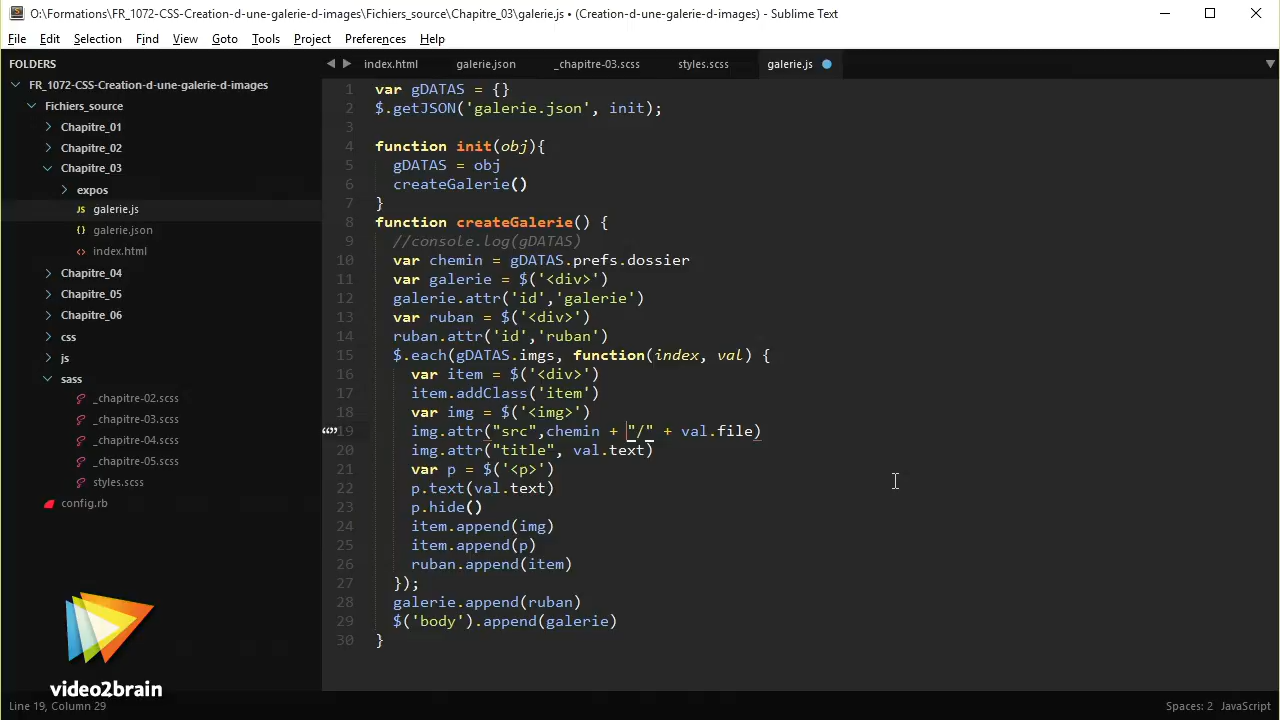 O:\Formations\FR_1072-CSS-Creation-d-une-galerie-d-images\Fichiers_source\Chapitre_03\galerie.js • (Creation-d-une-galerie-d-images) - Sublime Text
File Edit Selection Find View Goto Tools Project Preferences Help
FOLDERS
FR_1072-CSS-Creation-d-une-galerie-d-images
Fichiers_source
Chapitre_01
Chapitre_02
Chapitre_03
expos
JS galerie.js
{} galerie.json
<> index.html
Chapitre_04
Chapitre_05
Chapitre_06
css
js
sass
_chapitre-02.scss
_chapitre-03.scss
_chapitre-04.scss
_chapitre-05.scss
styles.scss
config.rb
video2brain
index.html galerie.json _chapitre-03.scss styles.scss galerie.js
1 var gDATAS = {}
2 $.getJSON('galerie.json', init);
3
4 function init(obj){
5   gDATAS = obj
6   createGalerie()
7 }
8 function createGalerie() {
9   //console.log(gDATAS)
10   var chemin = gDATAS.prefs.dossier
11   var galerie = $('<div>')
12   galerie.attr('id','galerie')
13   var ruban = $('<div>')
14   ruban.attr('id','ruban')
15   $.each(gDATAS.imgs, function(index, val) {
16     var item = $('<div>')
17     item.addClass('item')
18     var img = $('<img>')
“” 19     img.attr("src",chemin + "/" + val.file)
20     img.attr("title", val.text)
21     var p = $('<p>')
22     p.text(val.text)
23     p.hide()
24     item.append(img)
25     item.append(p)
26     ruban.append(item)
27   });
28   galerie.append(ruban)
29   $('body').append(galerie)
30 }
Line 19, Column 29 Spaces: 2 JavaScript